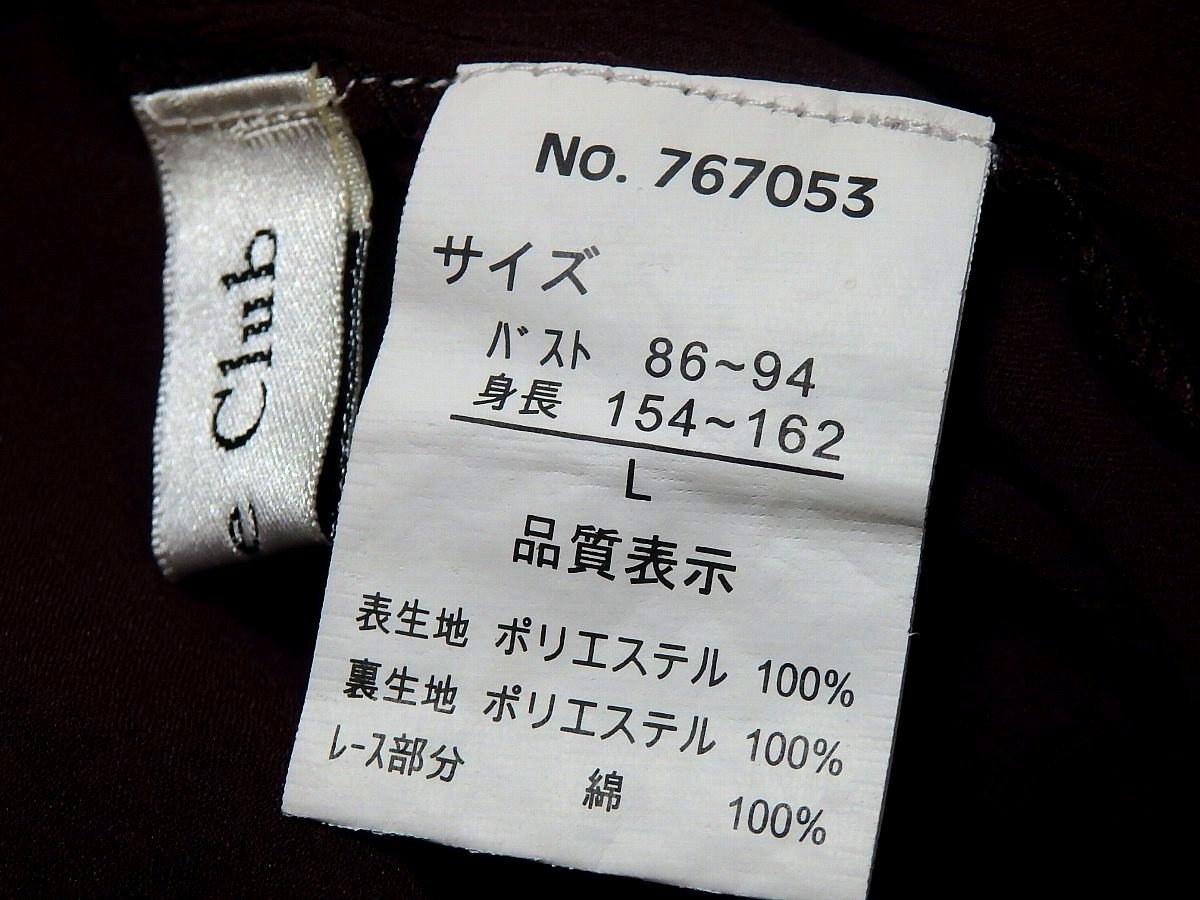 Club
No. 767053
サイズ
バスト 86~94
身長 154~162
L
品質表示
表生地 ポリエステル 100%
裏生地 ポリエステル 100%
レース部分 綿 100%